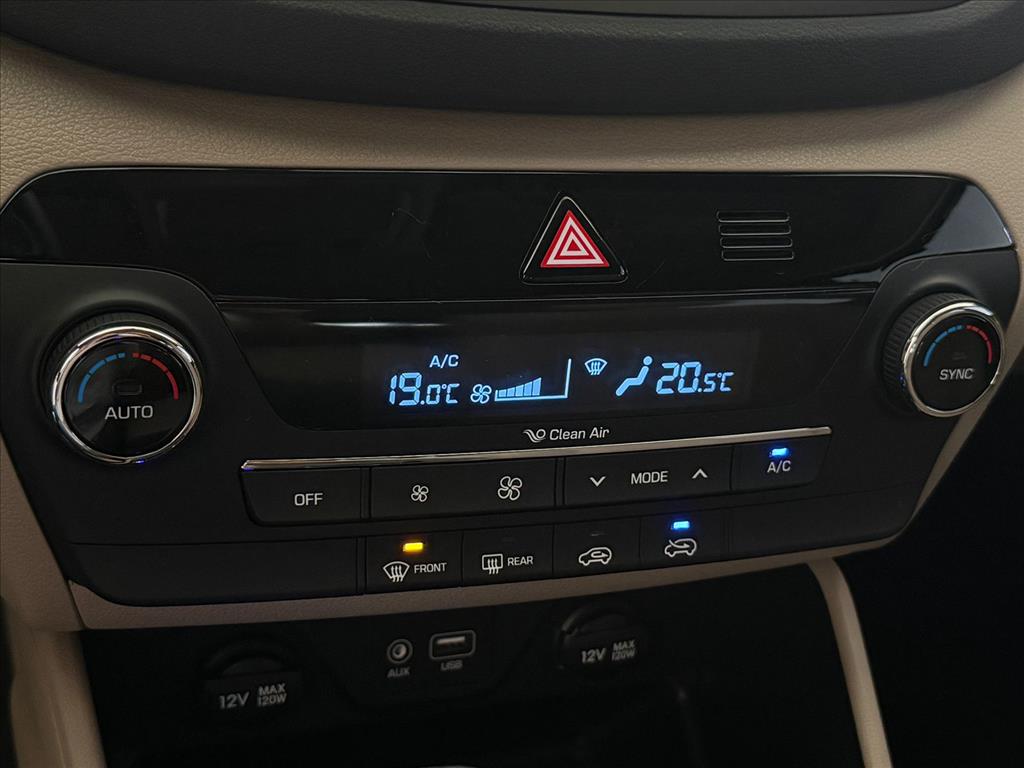 A/C
19.0°C
20.5°C
AUTO
SYNC
Clean Air
OFF
MODE
A/C
FRONT
REAR
12V MAX 120W
AUX
USB
12V MAX 120W